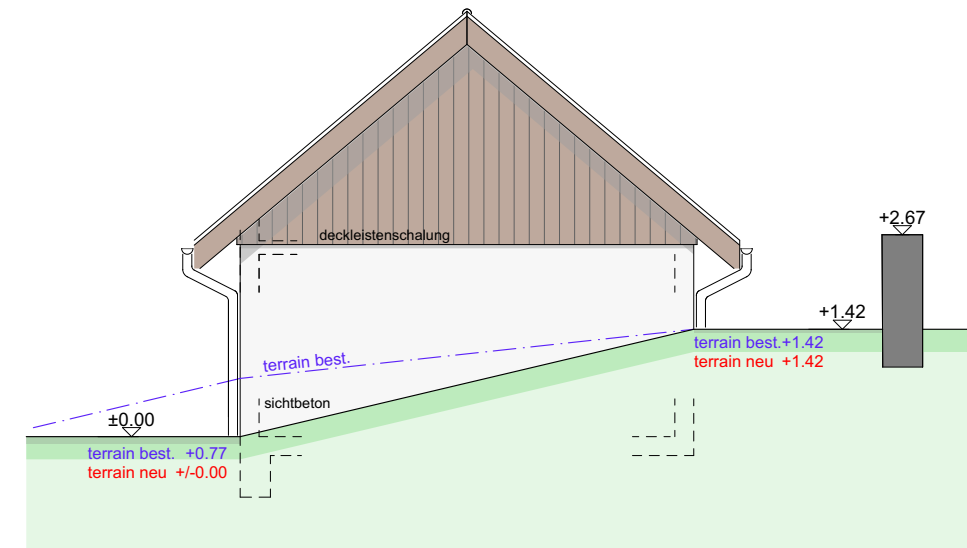 +2.67
deckleistenschalung
+1.42
terrain best.+1.42
terrain neu +1.42
terrain best.
sichtbeton
±0.00
terrain best. +0.77
terrain neu +/-0.00